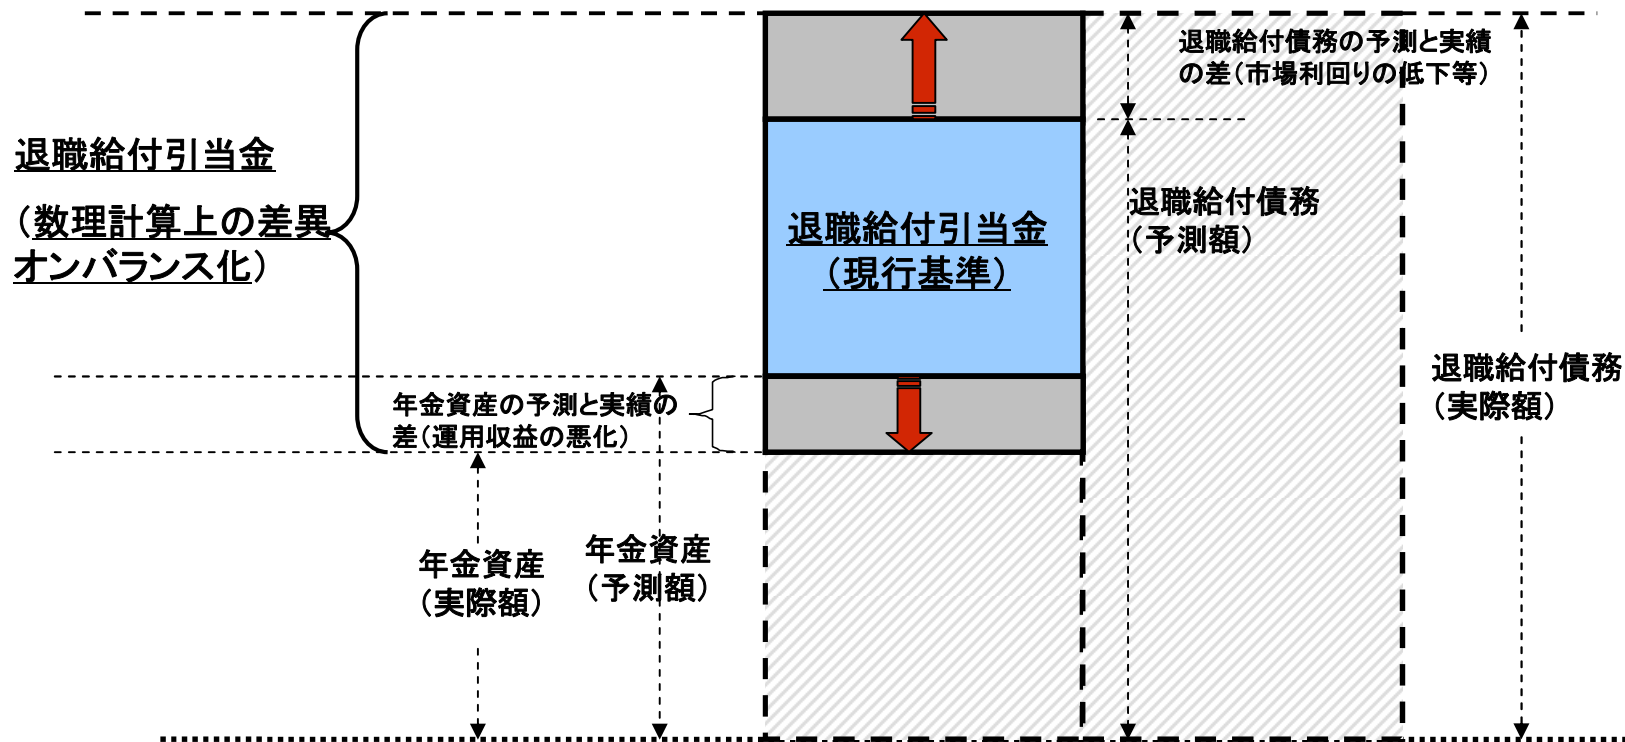 退職給付債務の予測と実績
の差（市場利回りの低下等）
退職給付引当金
（数理計算上の差異
オンバランス化）
退職給付引当金
（現行基準）
退職給付債務
（予測額）
退職給付債務
（実際額）
年金資産の予測と実績の
差（運用収益の悪化）
年金資産
（実際額）
年金資産
（予測額）